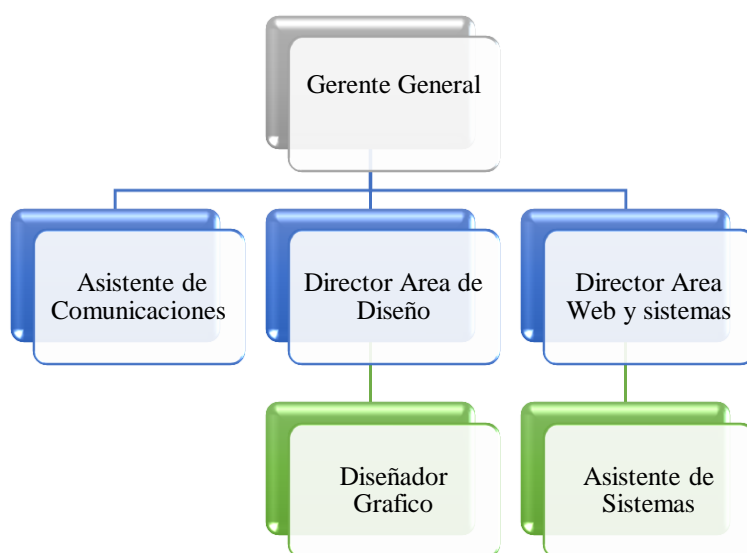 Gerente General
Asistente de
Comunicaciones
Director Area de
Diseño
Director Area
Web y sistemas
Diseñador
Grafico
Asistente de
Sistemas